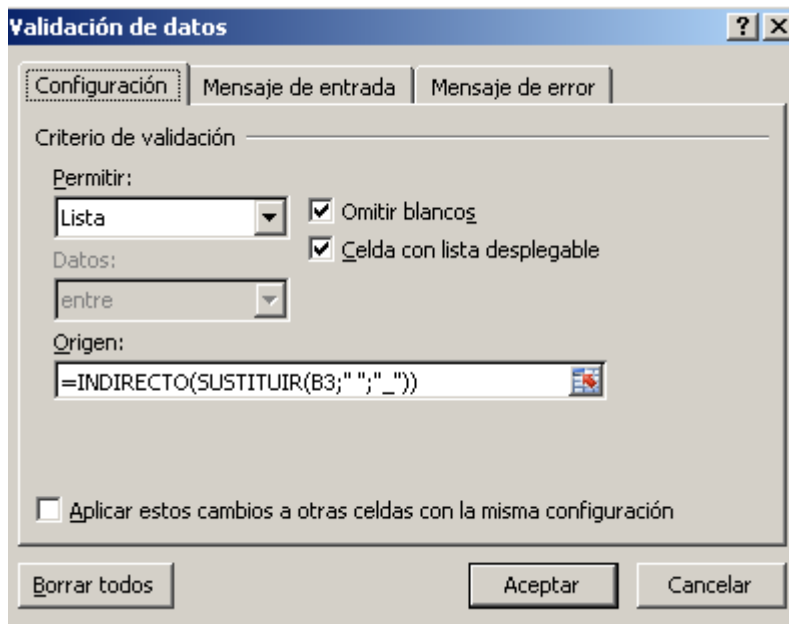 Validación de datos
Configuración Mensaje de entrada Mensaje de error
Criterio de validación
Permitir:
Lista Omitir blancos
Celda con lista desplegable
Datos:
entre
Origen:
=INDIRECTO(SUSTITUIR(B3;" ";"_"))
Aplicar estos cambios a otras celdas con la misma configuración
Borrar todos Aceptar Cancelar